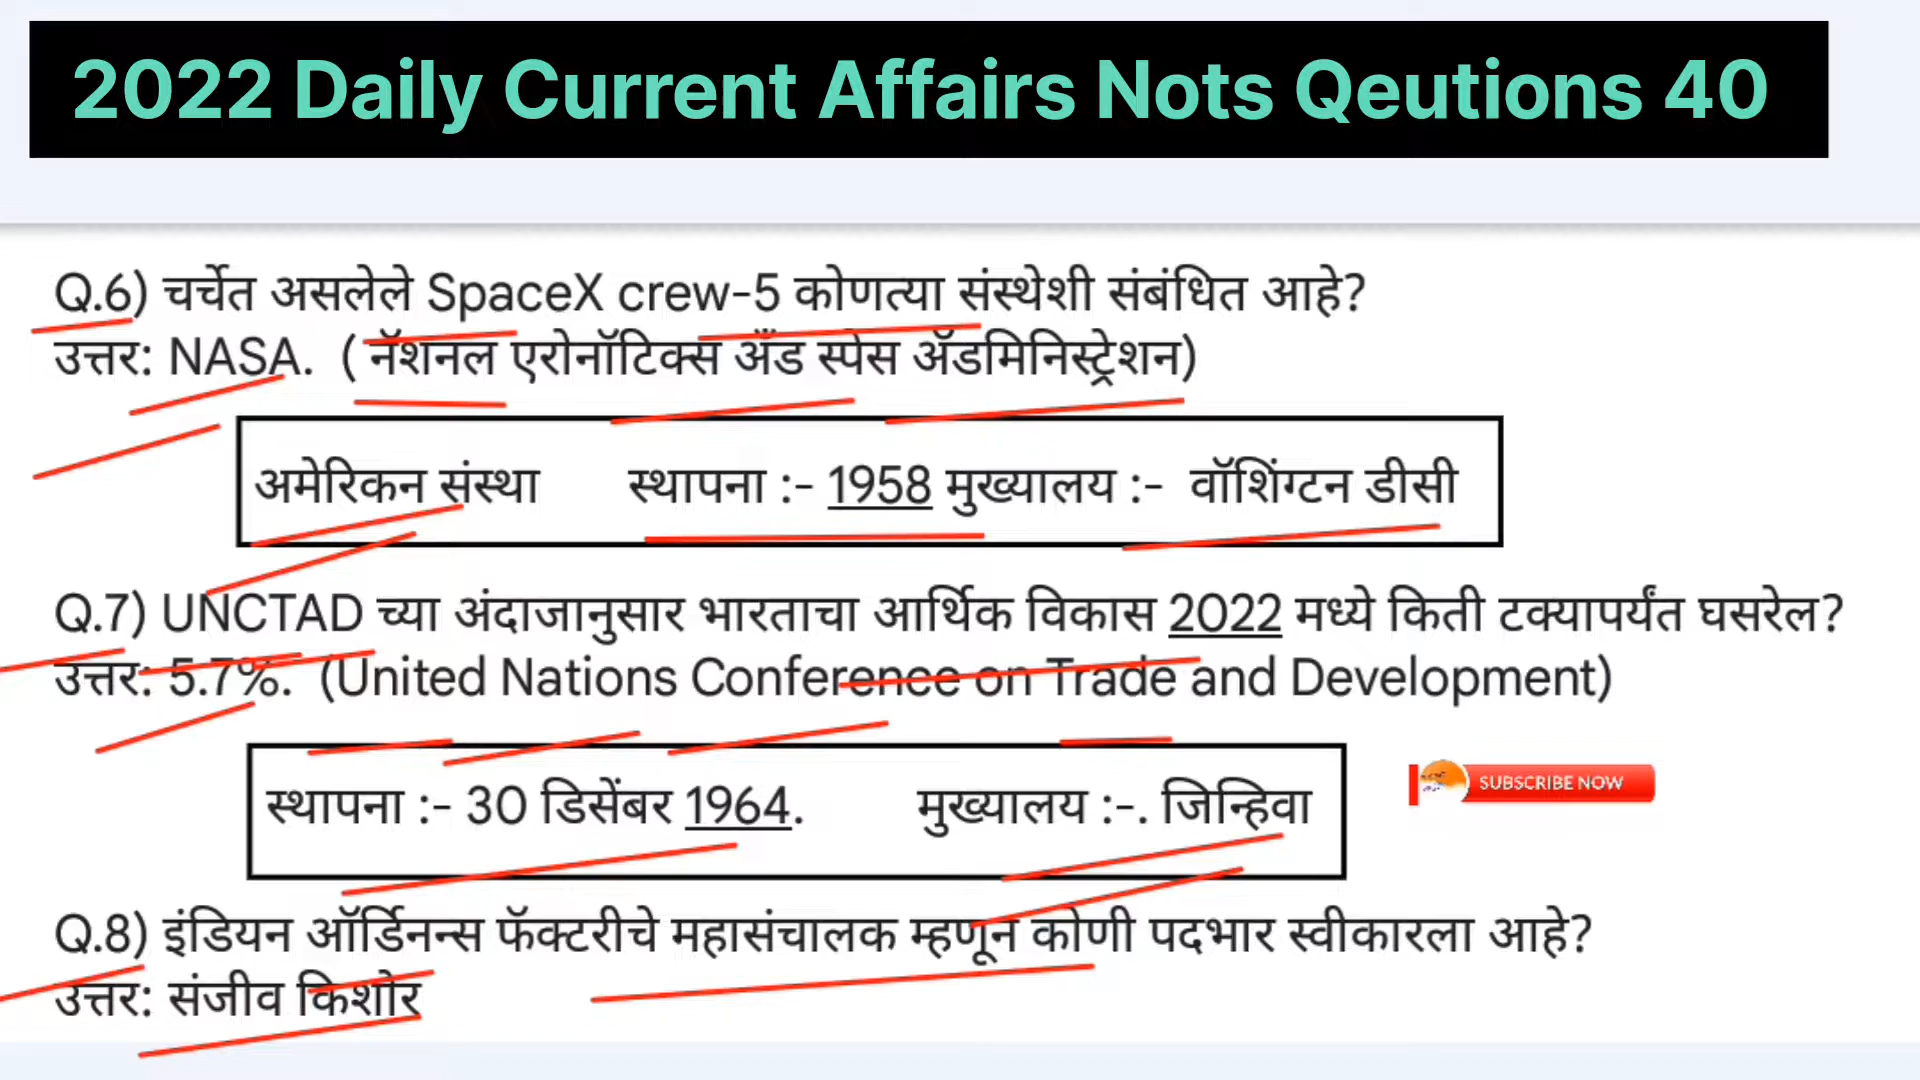 2022 Daily Current Affairs Nots Qeutions 40
Q.6) चर्चेत असलेले SpaceX crew-5 कोणत्या संस्थेशी संबंधित आहे?
उत्तर: NASA. ( नॅशनल एरोनॉटिक्स अँड स्पेस ॲडमिनिस्ट्रेशन)
अमेरिकन संस्था स्थापना :- 1958 मुख्यालय :- वॉशिंग्टन डीसी
Q.7) UNCTAD च्या अंदाजानुसार भारताचा आर्थिक विकास 2022 मध्ये किती टक्यापर्यंत घसरेल?
उत्तर: 5.7%. (United Nations Conference on Trade and Development)
स्थापना :- 30 डिसेंबर 1964. मुख्यालय :-. जिन्हिवा
SUBSCRIBE NOW
Q.8) इंडियन ऑर्डिनन्स फॅक्टरीचे महासंचालक म्हणून कोणी पदभार स्वीकारला आहे?
उत्तर: संजीव किशोर